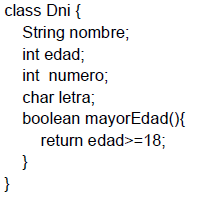 class Dni {
    String nombre;
    int edad;
    int  numero;
    char letra;
    boolean mayorEdad(){
        return edad>=18;
    }
}